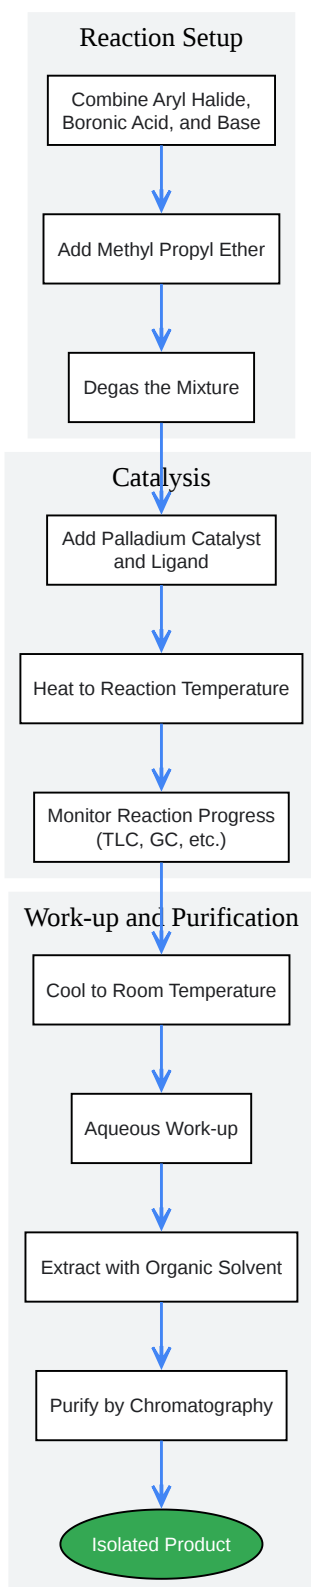 Reaction Setup
Combine Aryl Halide,
Boronic Acid, and Base
Add Methyl Propyl Ether
Degas the Mixture
Catalysis
Add Palladium Catalyst
and Ligand
Heat to Reaction Temperature
Monitor Reaction Progress
(TLC, GC, etc.)
Work-up and Purification
Cool to Room Temperature
Aqueous Work-up
Extract with Organic Solvent
Purify by Chromatography
Isolated Product